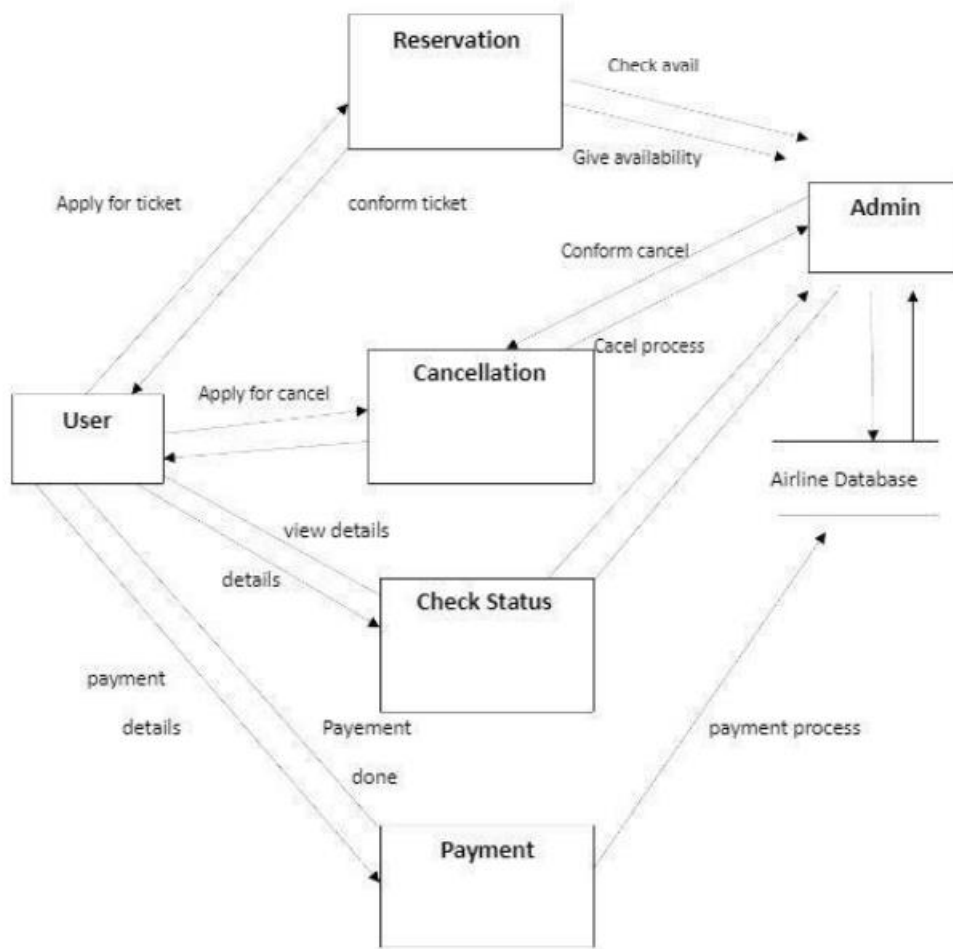 Reservation
Check avail
Give availability
Apply for ticket
conform ticket
Admin
Conform cancel
Cacel process
Cancellation
Apply for cancel
User
Airline Database
view details
details
Check Status
payment
details
Payement
done
payment process
Payment